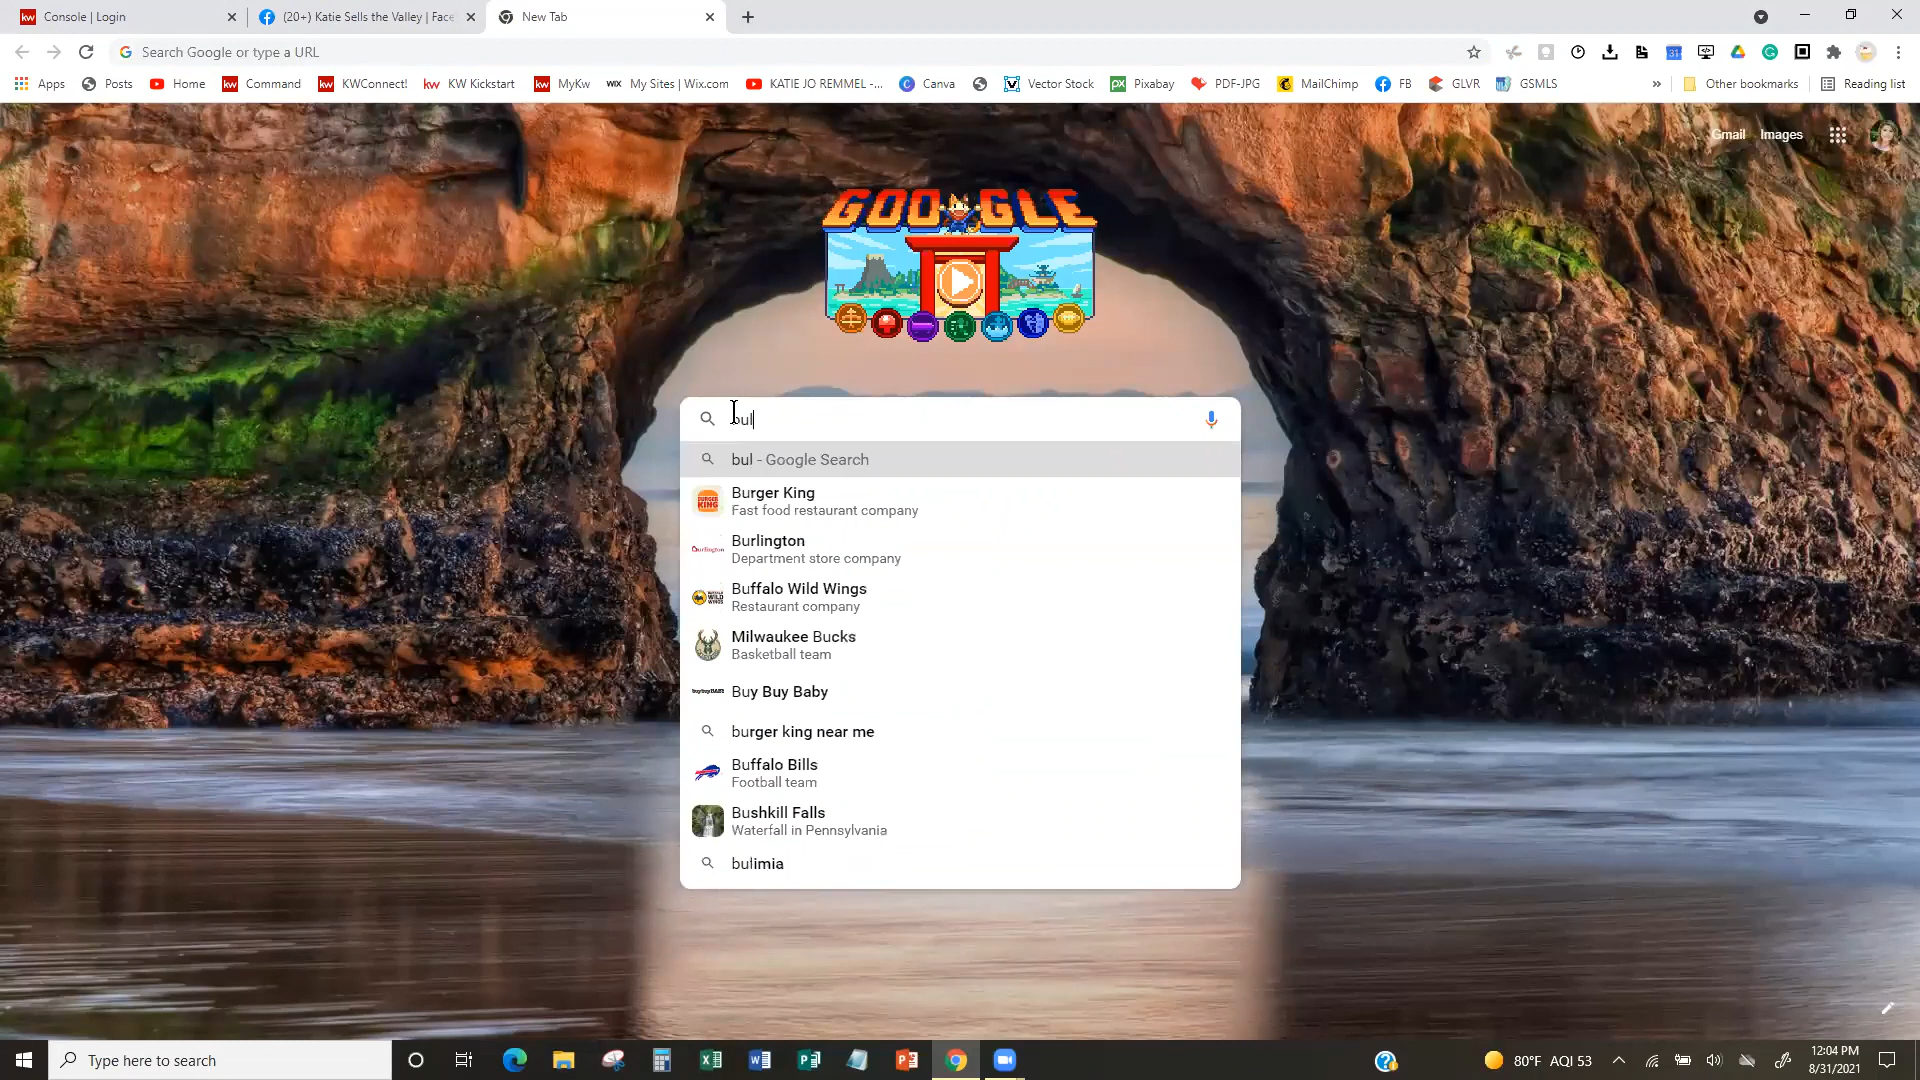 Console | Login
(20+) Katie Sells the Valley | Face
New Tab
Search Google or type a URL
Apps
Posts
Home
Command
KWConnect!
KW Kickstart
MyKw
My Sites | Wix.com
KATIE JO REMMEL -...
Canva
Vector Stock
Pixabay
PDF-JPG
MailChimp
FB
GLVR
GSMLS
Other bookmarks
Reading list
Gmail
Images
GOOGLE
bul
bul - Google Search
Burger King
Fast food restaurant company
Burlington
Department store company
Buffalo Wild Wings
Restaurant company
Milwaukee Bucks
Basketball team
Buy Buy Baby
burger king near me
Buffalo Bills
Football team
Bushkill Falls
Waterfall in Pennsylvania
bulimia
Type here to search
80°F AQI 53
12:04 PM
8/31/2021